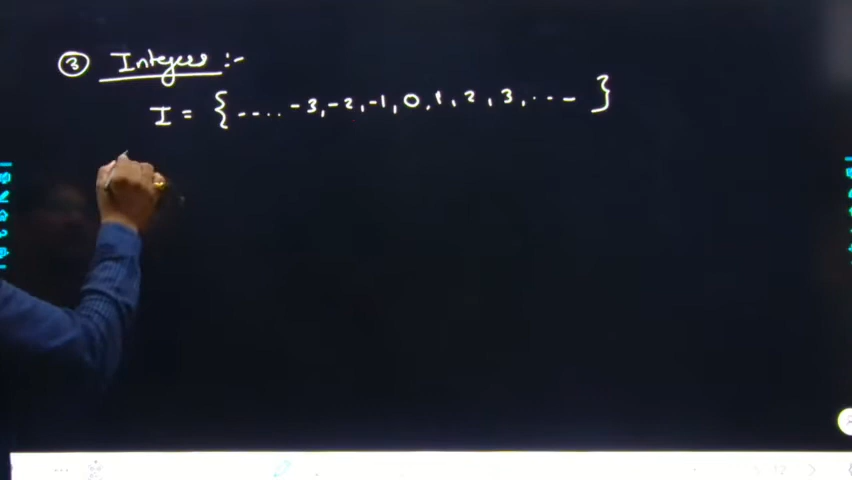 ③ Integers :-
I = { ---.. -3, -2, -1, 0, 1, 2, 3, ... - }